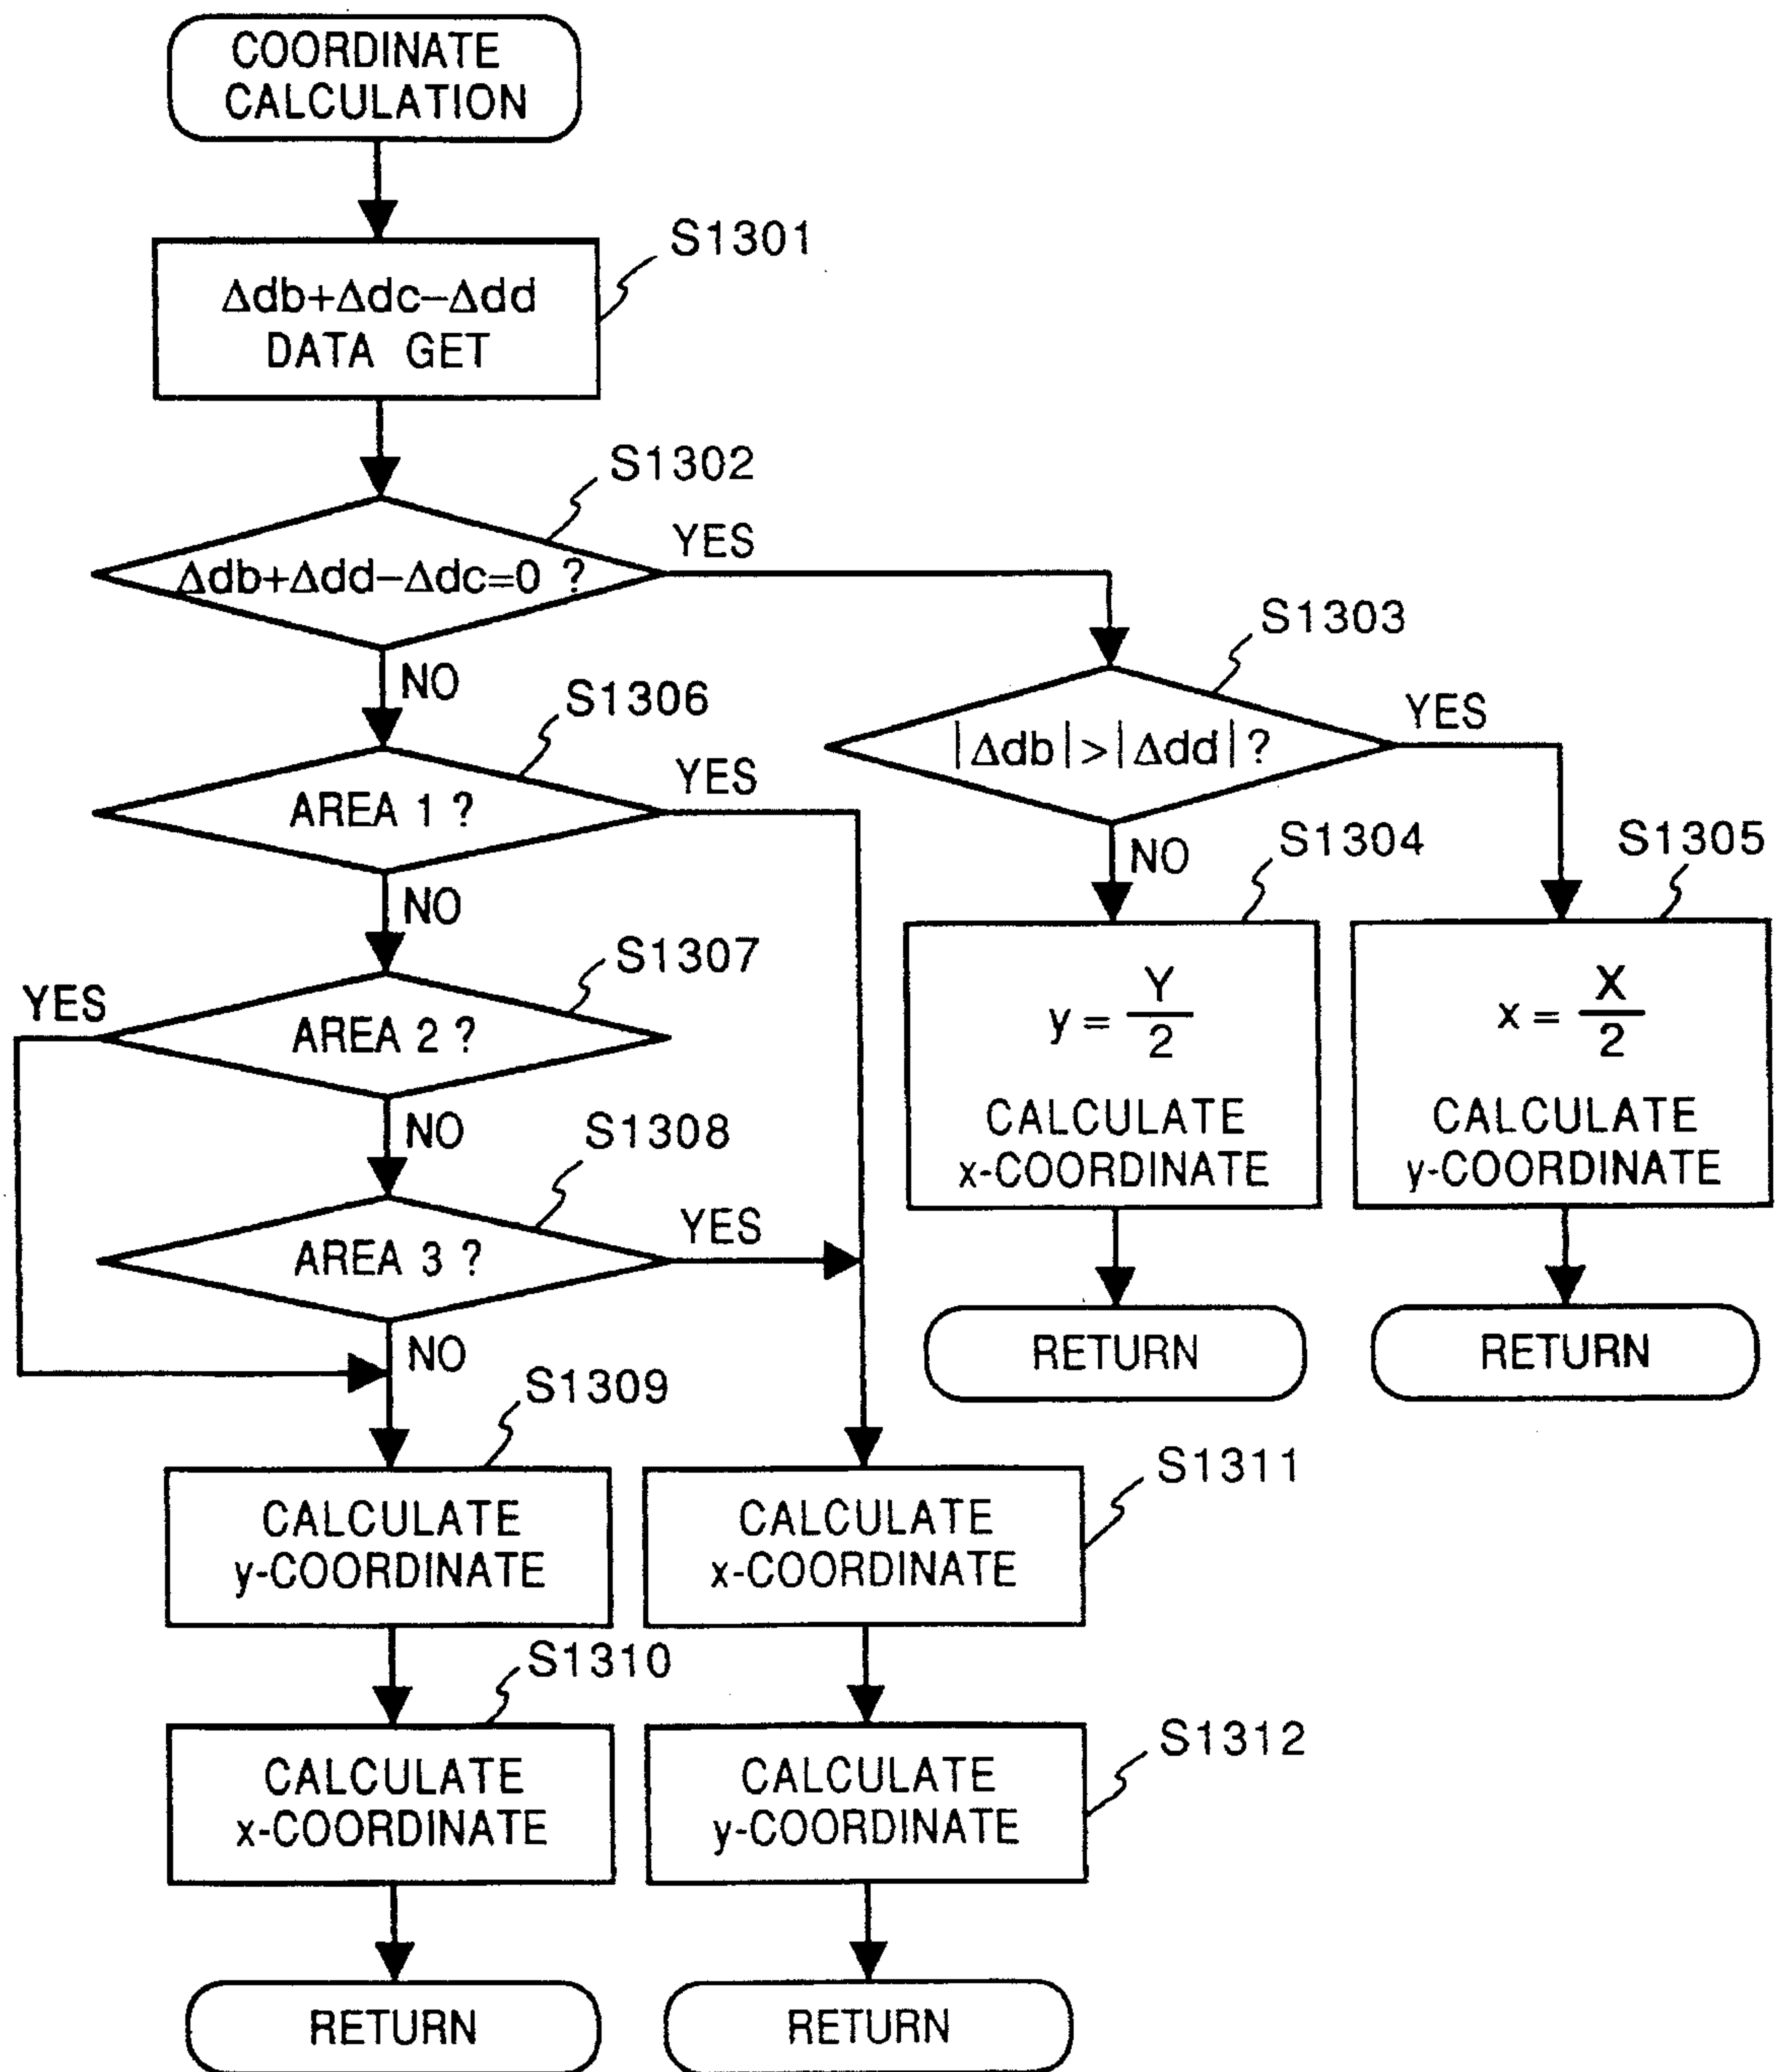 COORDINATE
CALCULATION
S1301
Δdb+Δdc−Δdd
DATA GET
S1302
Δdb+Δdd−Δdc=0 ?
YES
NO
S1303
|Δdb|>|Δdd| ?
YES
NO
S1306
AREA 1 ?
YES
NO
S1304
y = Y/2
CALCULATE
x-COORDINATE
RETURN
S1305
x = X/2
CALCULATE
y-COORDINATE
RETURN
S1307
AREA 2 ?
YES
NO
S1308
AREA 3 ?
YES
NO
S1309
CALCULATE
y-COORDINATE
S1310
CALCULATE
x-COORDINATE
RETURN
S1311
CALCULATE
x-COORDINATE
S1312
CALCULATE
y-COORDINATE
RETURN